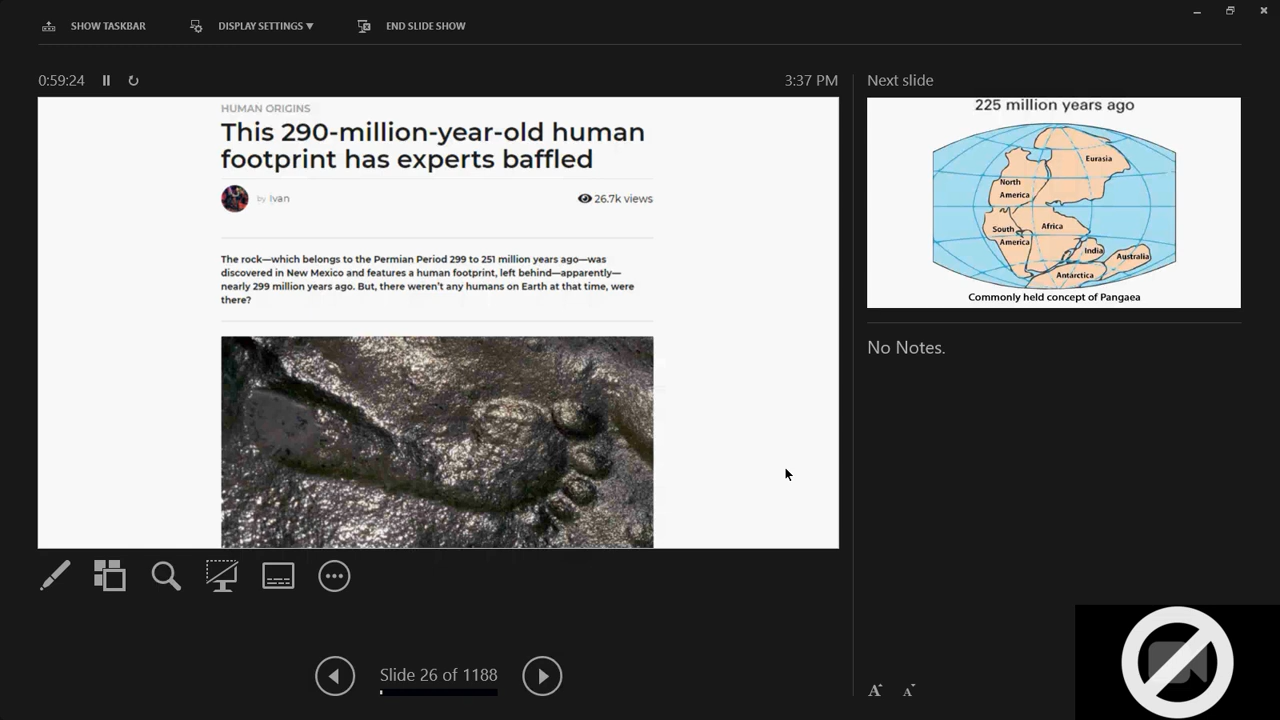 SHOW TASKBAR
DISPLAY SETTINGS ▼
END SLIDE SHOW
0:59:24
3:37 PM
HUMAN ORIGINS
This 290-million-year-old human
footprint has experts baffled
by Ivan
26.7k views
The rock—which belongs to the Permian Period 299 to 251 million years ago—was
discovered in New Mexico and features a human footprint, left behind—apparently—
nearly 299 million years ago. But, there weren't any humans on Earth at that time, were
there?
Slide 26 of 1188
Next slide
225 million years ago
Eurasia
North
America
Africa
South
America
India
Australia
Antarctica
Commonly held concept of Pangaea
No Notes.
A
A